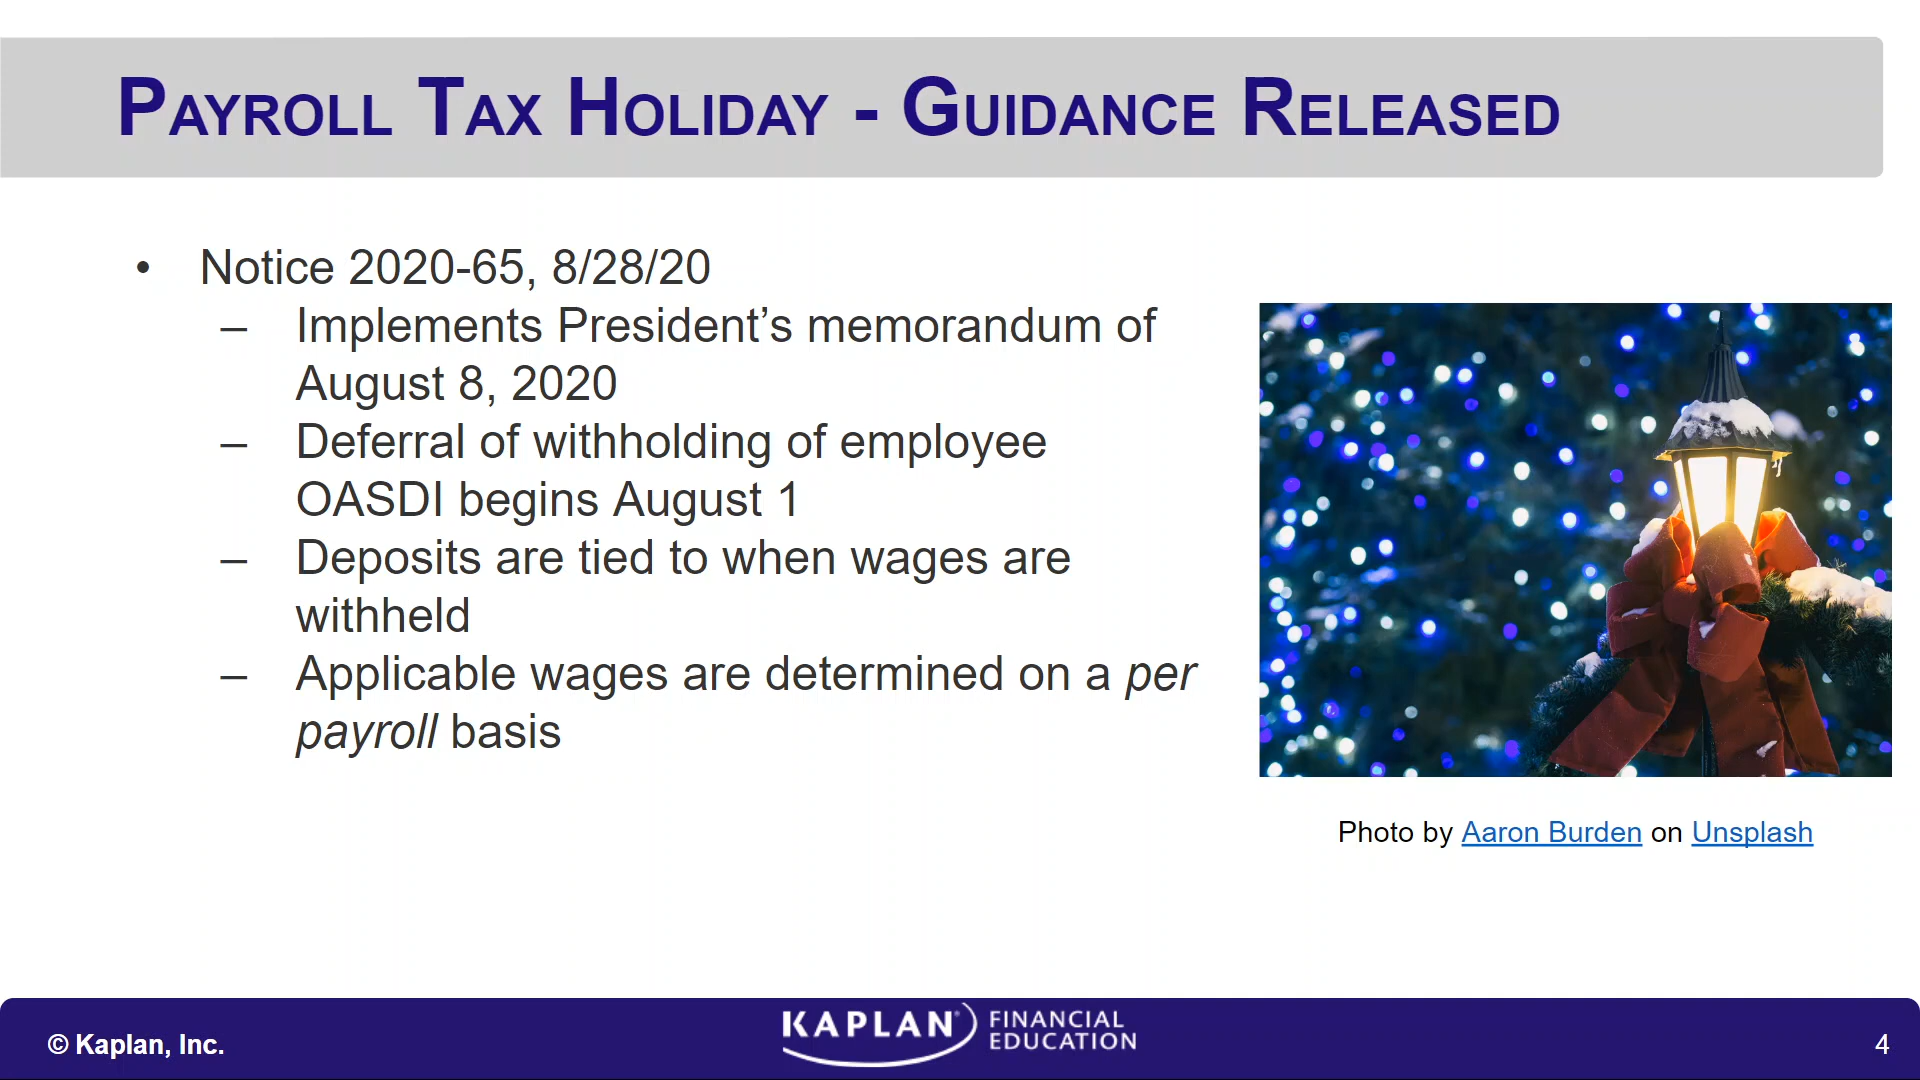 PAYROLL TAX HOLIDAY - GUIDANCE RELEASED
• Notice 2020-65, 8/28/20
– Implements President’s memorandum of
August 8, 2020
– Deferral of withholding of employee
OASDI begins August 1
– Deposits are tied to when wages are
withheld
– Applicable wages are determined on a per
payroll basis
Photo by Aaron Burden on Unsplash
© Kaplan, Inc.
KAPLAN® FINANCIAL
EDUCATION
4